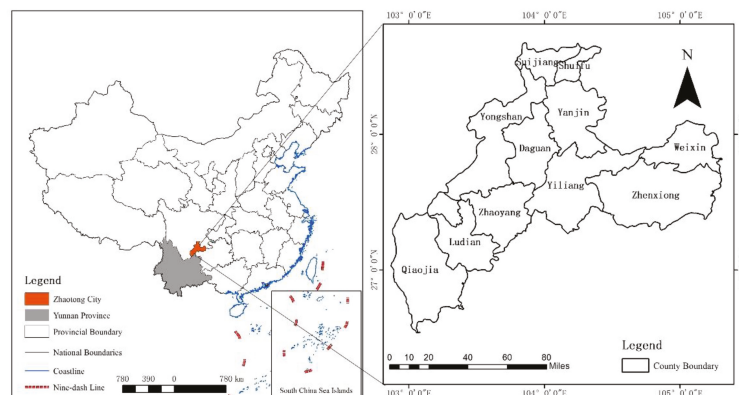 Legend
Zhaotong City
Yunnan Province
Provincial Boundary
National Boundaries
Coastline
Nine-dash Line
780 390 0 780 km
South China Sea Islands
103° 0′0″E 104° 0′0″E 105° 0′0″E
28° 0′0″N
27° 0′0″N
N
Suijiang
Shuifu
Yongshan
Yanjin
Daguan
Weixin
Yiliang
Zhenxiong
Zhaoyang
Ludian
Qiaojia
Legend
County Boundary
0 10 20 40 60 80
Miles
103° 0′0″E 104° 0′0″E 105° 0′0″E